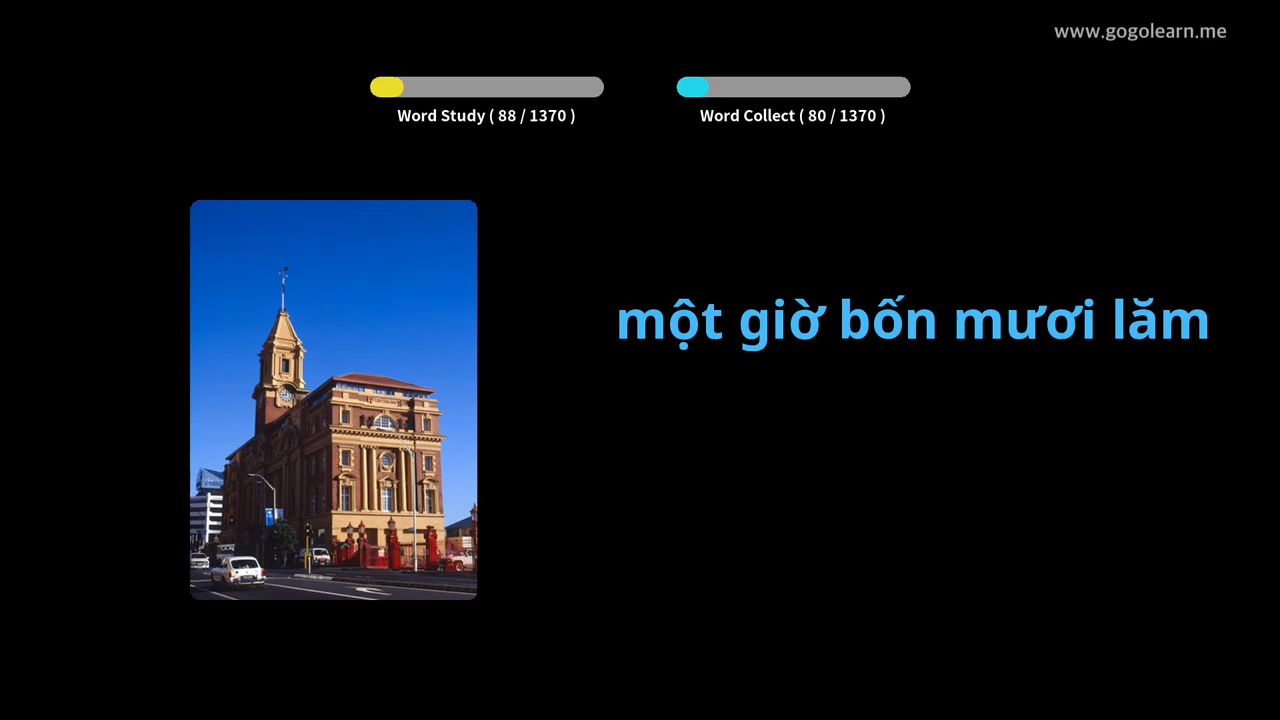 www.gogolearn.me
Word Study ( 88 / 1370 )
Word Collect ( 80 / 1370 )
một giờ bốn mươi lăm